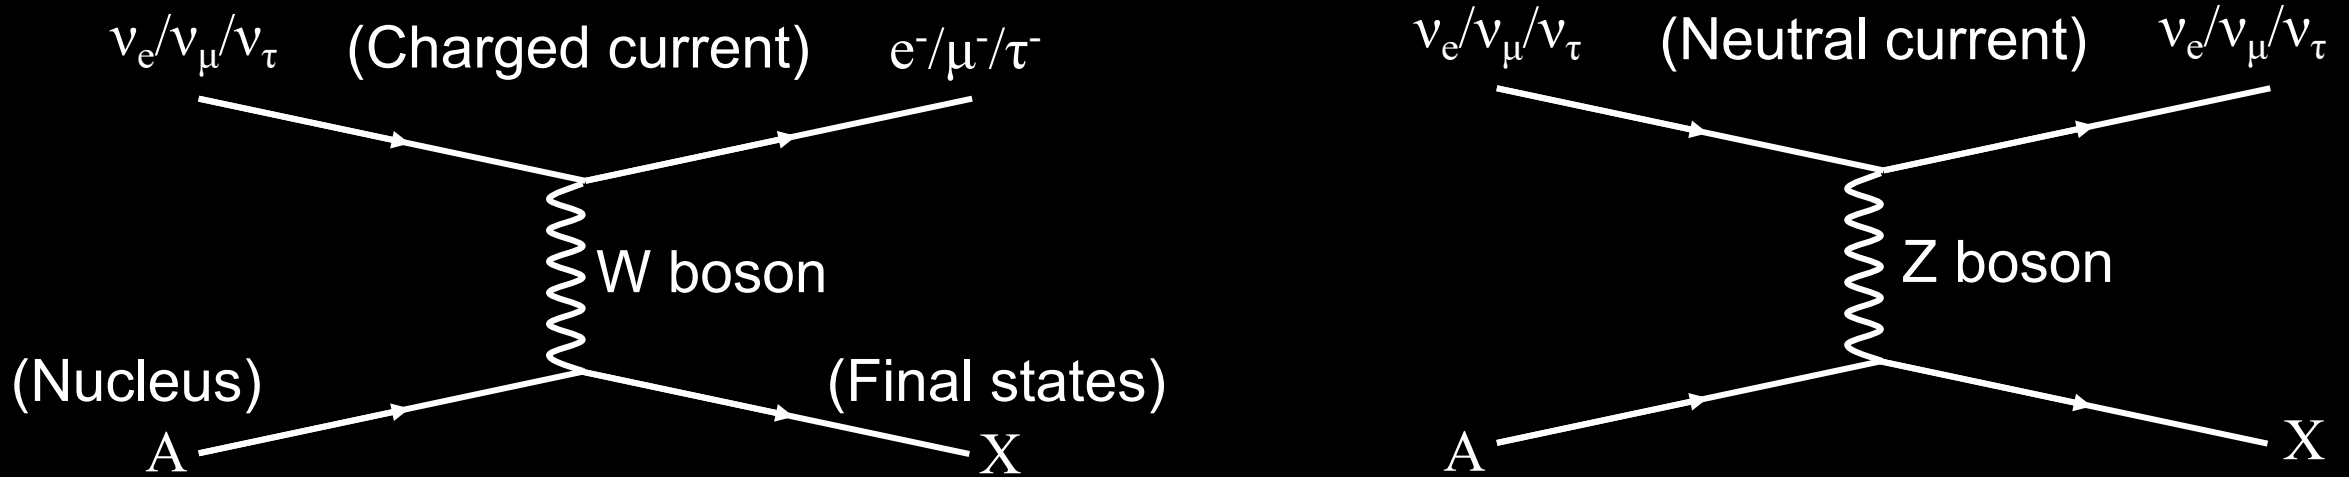 νe/νμ/ντ (Charged current) e-/μ-/τ-
W boson
(Nucleus) (Final states)
A X
νe/νμ/ντ (Neutral current) νe/νμ/ντ
Z boson
A X